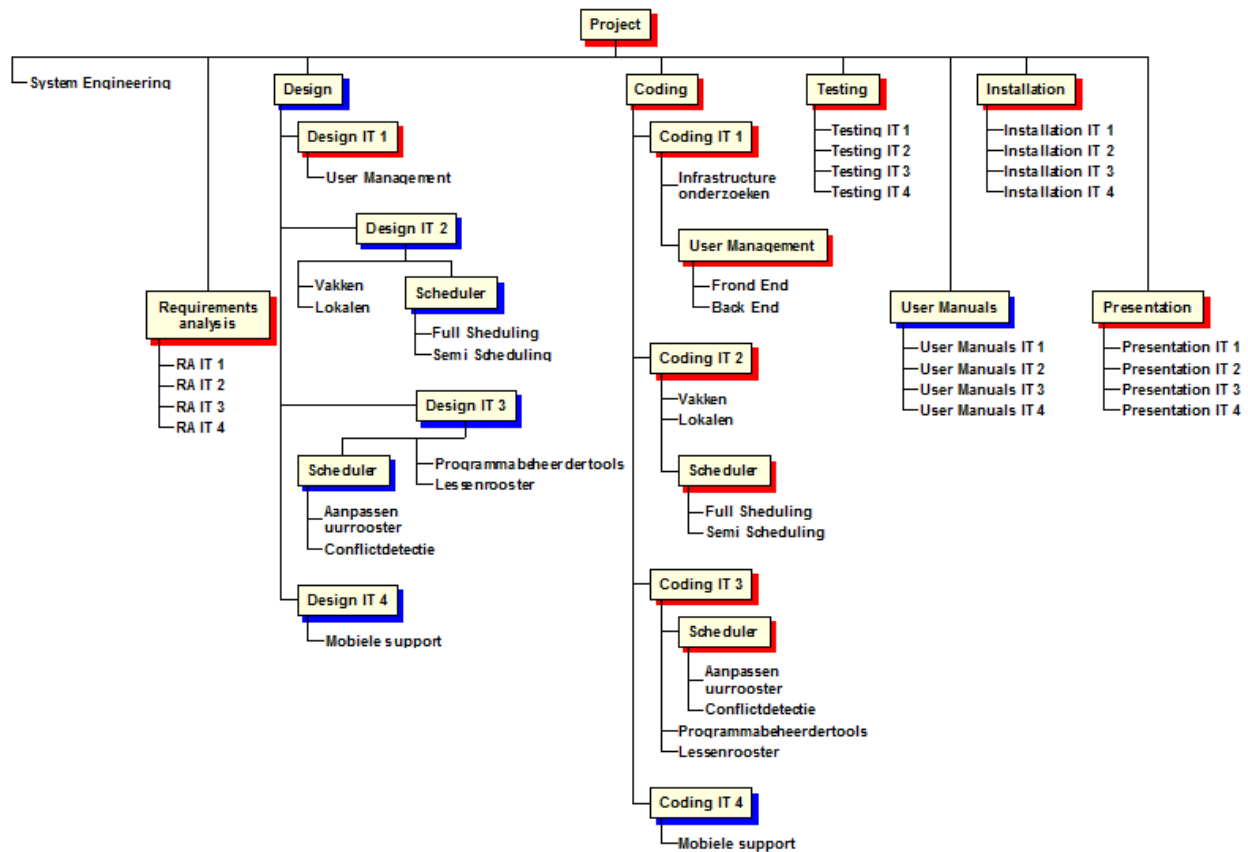 Project
System Engineering
Requirements
analysis
RA IT 1
RA IT 2
RA IT 3
RA IT 4
Design
Design IT 1
User Management
Design IT 2
Vakken
Lokalen
Scheduler
Full Sheduling
Semi Scheduling
Design IT 3
Scheduler
Aanpassen
uurrooster
Conflictdetectie
Programmabeheerdertools
Lessenrooster
Design IT 4
Mobiele support
Coding
Coding IT 1
Infrastructure
onderzoeken
User Management
Frond End
Back End
Coding IT 2
Vakken
Lokalen
Scheduler
Full Sheduling
Semi Scheduling
Coding IT 3
Scheduler
Aanpassen
uurrooster
Conflictdetectie
Programmabeheerdertools
Lessenrooster
Coding IT 4
Mobiele support
Testing
Testing IT 1
Testing IT 2
Testing IT 3
Testing IT 4
User Manuals
User Manuals IT 1
User Manuals IT 2
User Manuals IT 3
User Manuals IT 4
Installation
Installation IT 1
Installation IT 2
Installation IT 3
Installation IT 4
Presentation
Presentation IT 1
Presentation IT 2
Presentation IT 3
Presentation IT 4